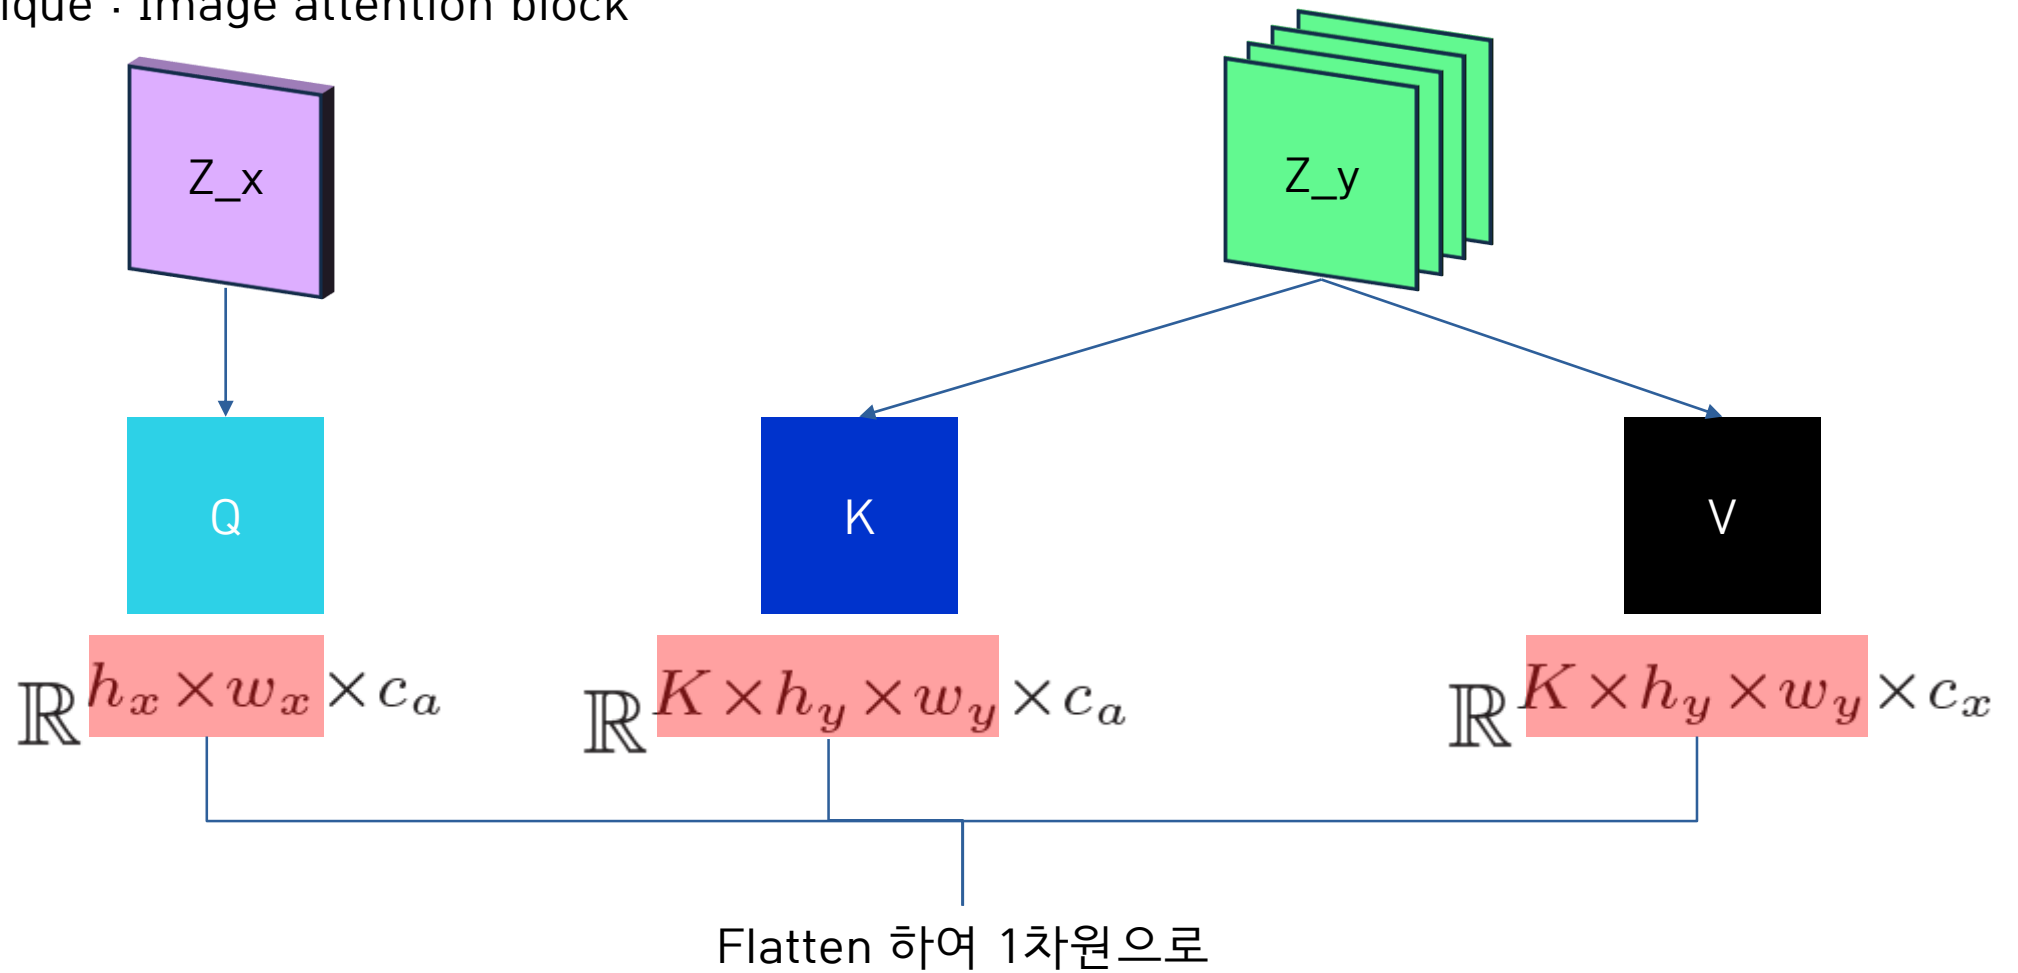 ique : Image attention block
Z_x
Z_y
Q
K
V
ℝ^{h_x × w_x × c_a}
ℝ^{K × h_y × w_y × c_a}
ℝ^{K × h_y × w_y × c_x}
Flatten 하여 1차원으로